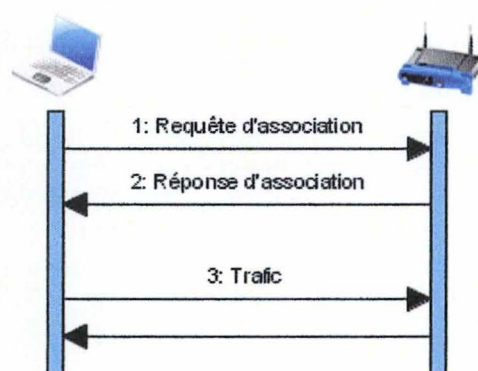 1: Requête d'association
2: Réponse d'association
3: Trafic